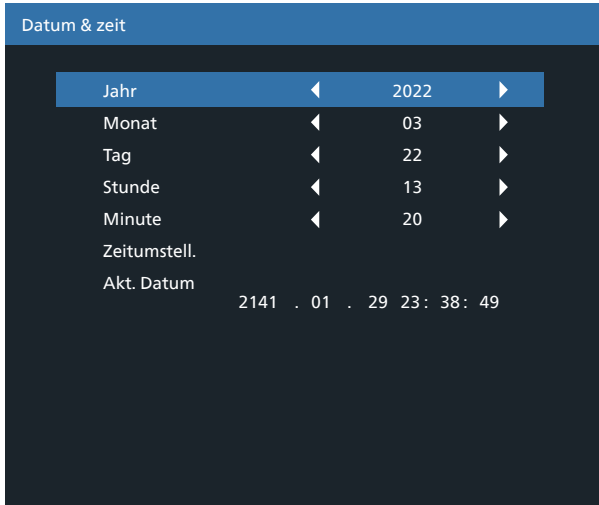 Datum & zeit
Jahr 2022
Monat 03
Tag 22
Stunde 13
Minute 20
Zeitumstell.
Akt. Datum
2141 . 01 . 29 23: 38: 49